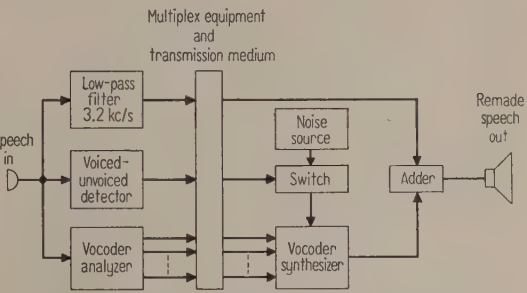 Multiplex equipment
and
transmission medium
Low-pass
filter
3.2 kc/s
Noise
source
Remade
speech
out
peech
in
Voiced-
unvoiced
detector
Switch
Adder
Vocoder
analyzer
Vocoder
synthesizer